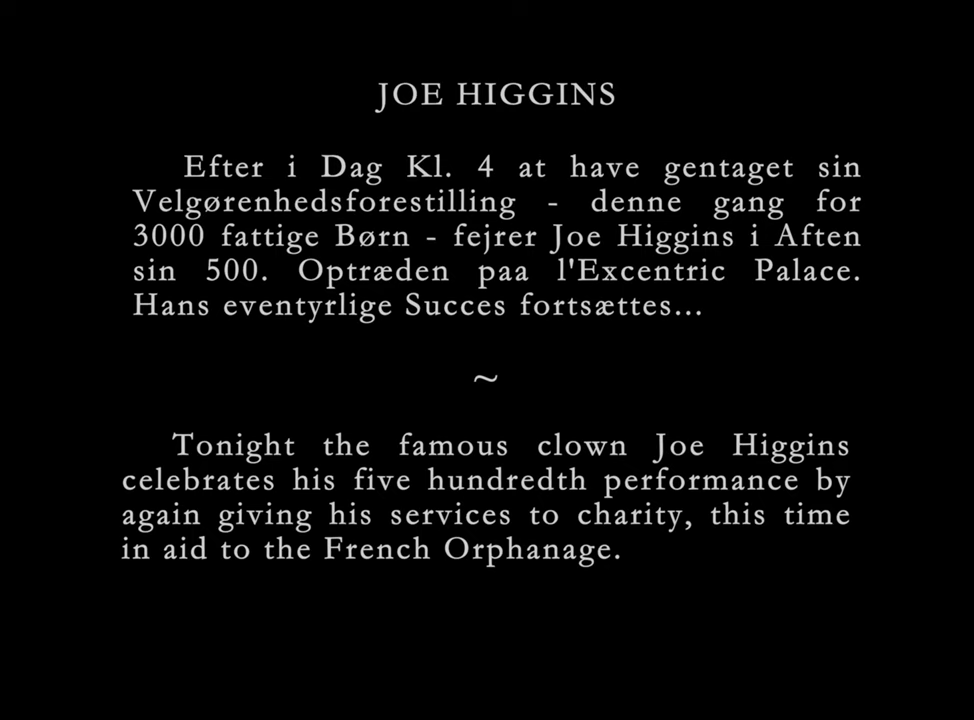 JOE HIGGINS
Efter i Dag Kl. 4 at have gentaget sin
Velgørenhedsforestilling - denne gang for
3000 fattige Børn - fejrer Joe Higgins i Aften
sin 500. Optræden paa l'Excentric Palace.
Hans eventyrlige Succes fortsættes...
~
Tonight the famous clown Joe Higgins
celebrates his five hundredth performance by
again giving his services to charity, this time
in aid to the French Orphanage.